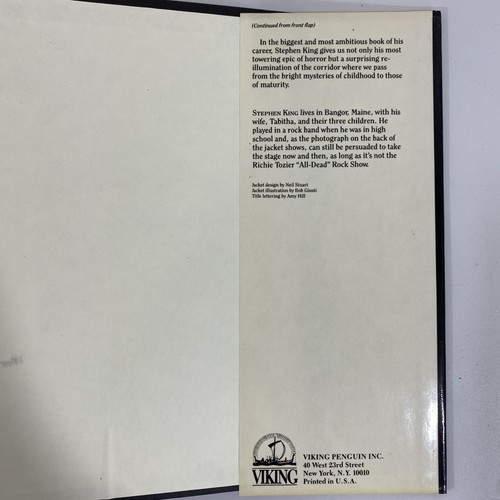 (Continued from front flap)
In the biggest and most ambitious book of his
career, Stephen King gives us not only his most
towering epic of horror but a surprising re-
illumination of the corridor where we pass
from the bright mysteries of childhood to those
of maturity.
STEPHEN KING lives in Bangor, Maine, with his
wife, Tabitha, and their three children. He
played in a rock band when he was in high
school and, as the photograph on the back of
the jacket shows, can still be persuaded to take
the stage now and then, as long as it's not the
Richie Tozier "All-Dead" Rock Show.
Jacket design by Neil Stuart
Jacket illustration by Bob Giusti
Title lettering by Amy Hill
VIKING
VIKING PENGUIN INC.
40 West 23rd Street
New York, N.Y. 10010
Printed in U.S.A.